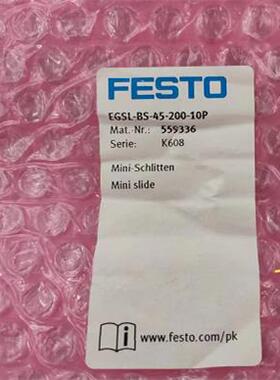 FESTO
EGSL-BS-45-200-10P
Mat.-Nr.: 559336
Serie: K608
Mini-Schlitten
Mini slide
www.festo.com/pk